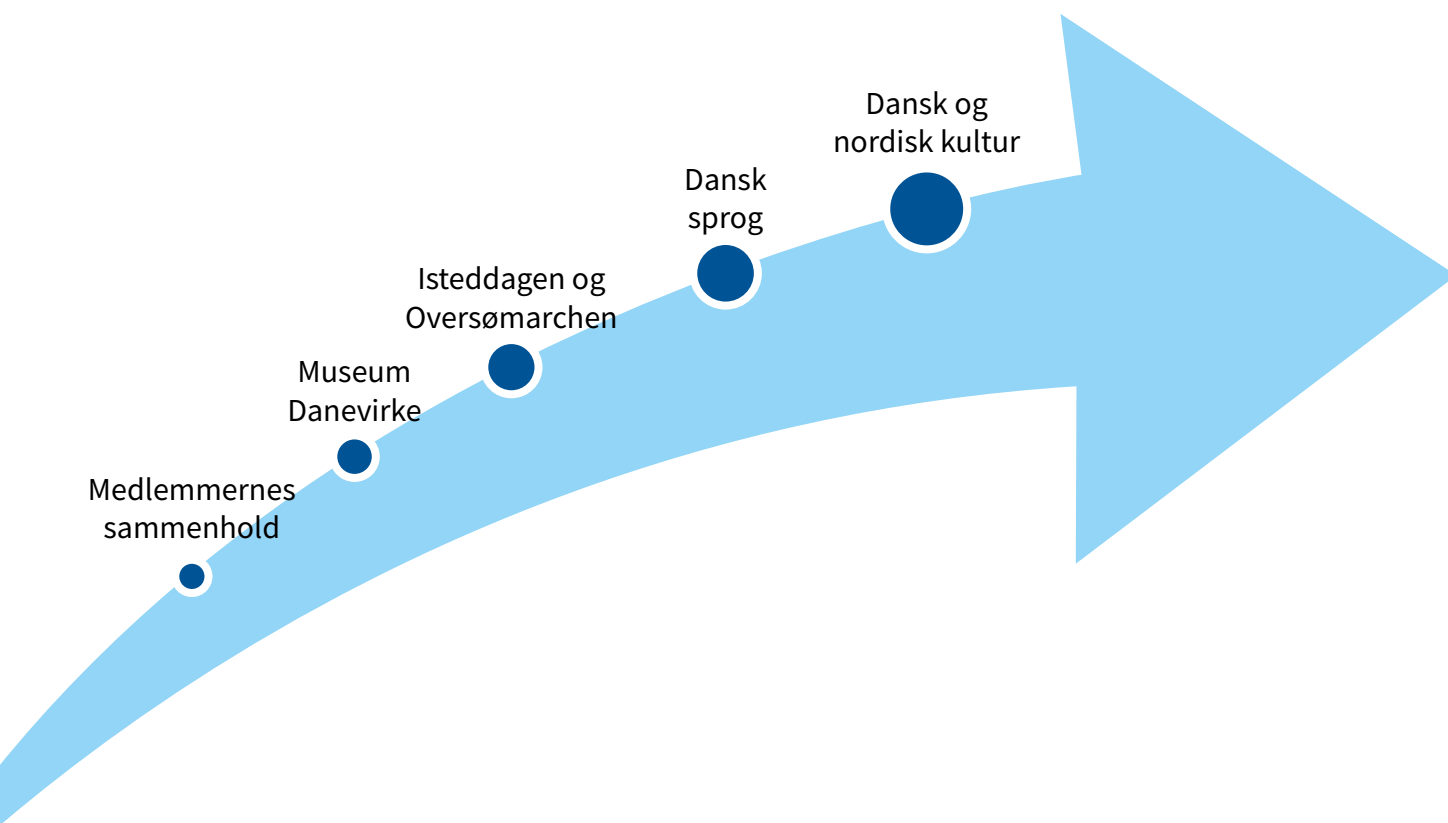 Dansk og
nordisk kultur
Dansk
sprog
Isteddagen og
Oversømarchen
Museum
Danevirke
Medlemmernes
sammenhold